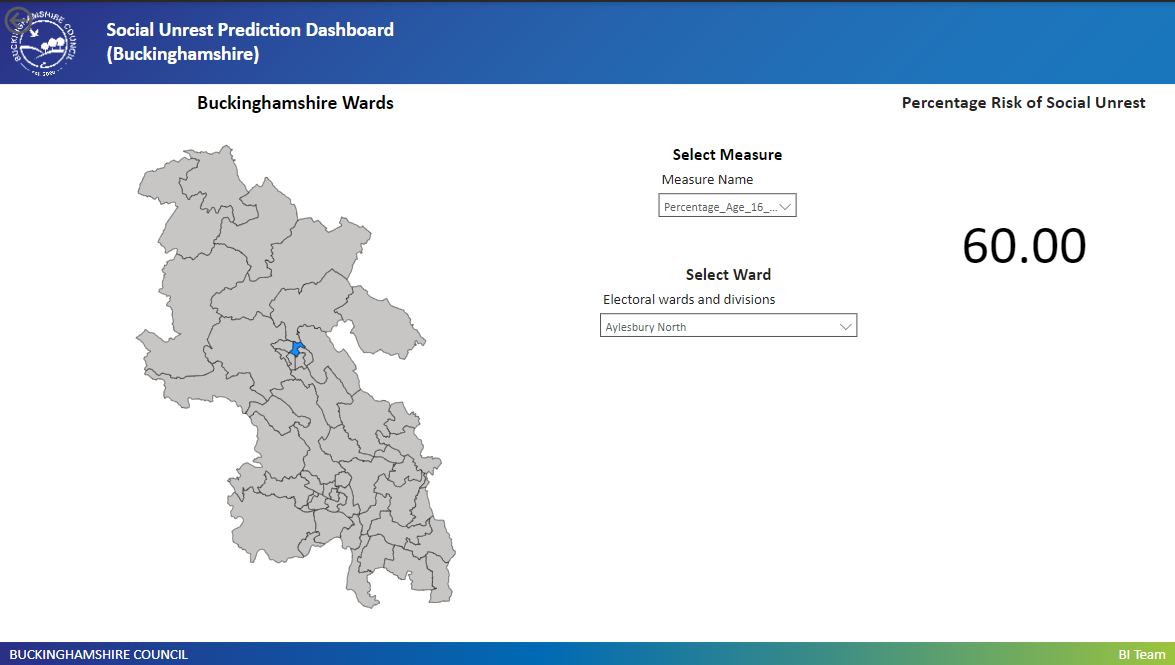 BUCKINGHAMSHIRE COUNCIL
EST. 2020
Social Unrest Prediction Dashboard
(Buckinghamshire)
Buckinghamshire Wards
Percentage Risk of Social Unrest
Select Measure
Measure Name
Percentage_Age_16_...
60.00
Select Ward
Electoral wards and divisions
Aylesbury North
BUCKINGHAMSHIRE COUNCIL
BI Team